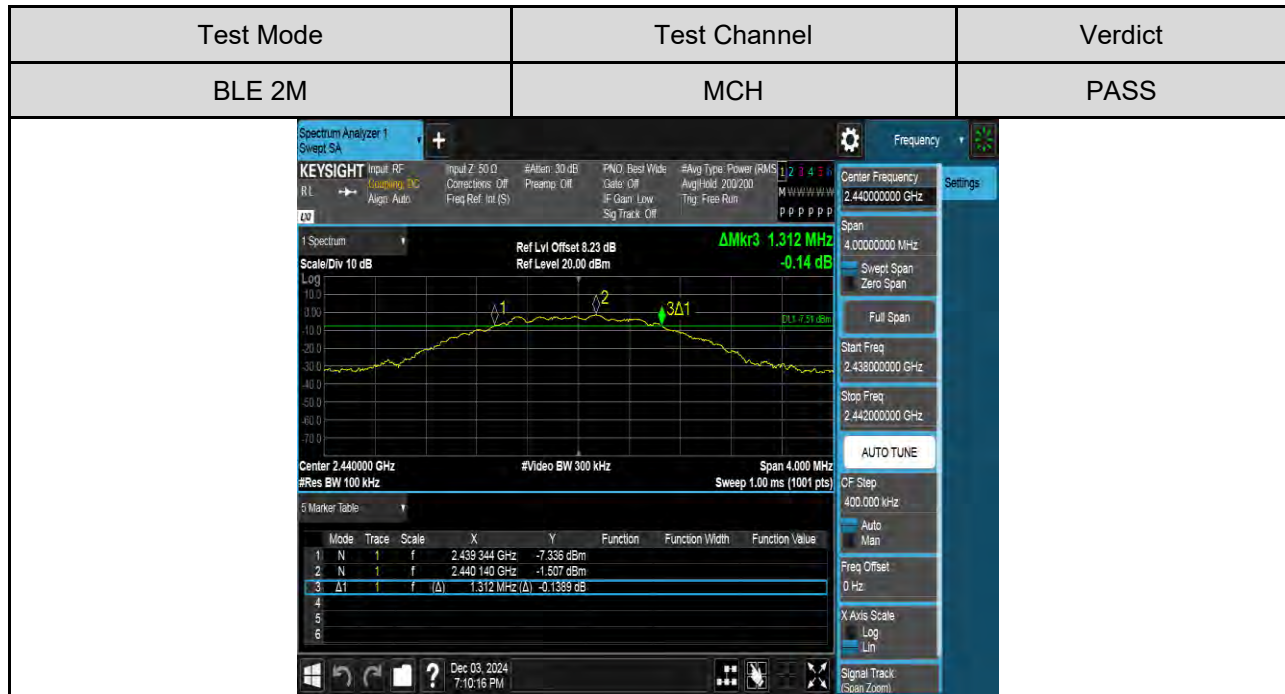 Test Mode Test Channel Verdict
BLE 2M MCH PASS
Spectrum Analyzer 1
Swept SA
+
Frequency
Settings
KEYSIGHT
RL
Input: RF
Coupling: DC
Align: Auto
Input Z: 50 Ω
Corrections: Off
Freq Ref: Int (S)
#Atten: 30 dB
Preamp: Off
PNO: Best Wide
Gate: Off
IF Gain: Low
Sig Track: Off
#Avg Type: Power (RMS
Avg|Hold: 200/200
Trig: Free Run
1 2 3 4 5 6
M W W W W W
P P P P P P
1 Spectrum
Scale/Div 10 dB
Ref Lvl Offset 8.23 dB
Ref Level 20.00 dBm
ΔMkr3 1.312 MHz
-0.14 dB
Log
10.0
0.00
-10.0
-20.0
-30.0
-40.0
-50.0
-60.0
-70.0
1
2
3Δ1
DL1 -7.51 dBm
Center 2.440000 GHz #Video BW 300 kHz Span 4.000 MHz
#Res BW 100 kHz Sweep 1.00 ms (1001 pts)
5 Marker Table
Mode Trace Scale X Y Function Function Width Function Value
1 N 1 f 2.439 344 GHz -7.336 dBm
2 N 1 f 2.440 140 GHz -1.507 dBm
3 Δ1 1 f (Δ) 1.312 MHz (Δ) -0.1389 dB
4
5
6
Center Frequency
2.440000000 GHz
Span
4.00000000 MHz
Swept Span
Zero Span
Full Span
Start Freq
2.438000000 GHz
Stop Freq
2.442000000 GHz
AUTO TUNE
CF Step
400.000 kHz
Auto
Man
Freq Offset
0 Hz
X Axis Scale
Log
Lin
Signal Track
(Span Zoom)
?
Dec 03, 2024
7:10:16 PM